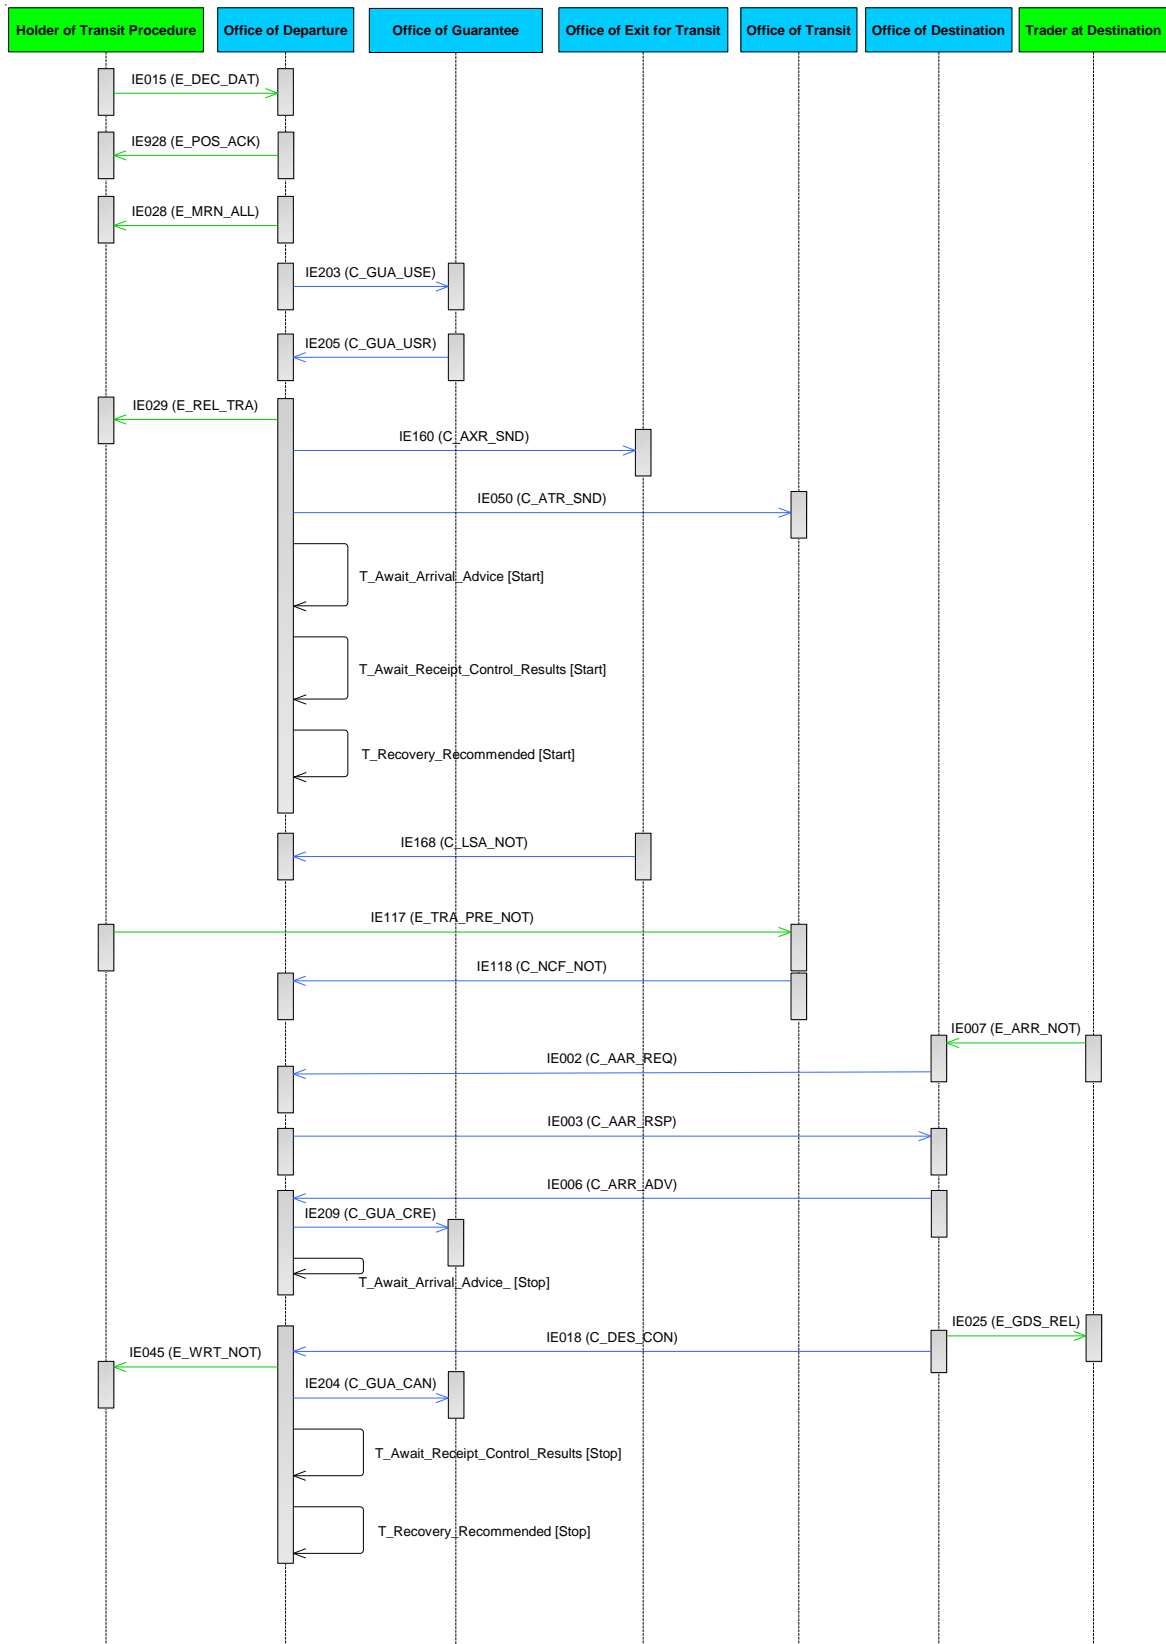 Holder of Transit Procedure
Office of Departure
Office of Guarantee
Office of Exit for Transit
Office of Transit
Office of Destination
Trader at Destination
IE015 (E_DEC_DAT)
IE928 (E_POS_ACK)
IE028 (E_MRN_ALL)
IE203 (C_GUA_USE)
IE205 (C_GUA_USR)
IE029 (E_REL_TRA)
IE160 (C_AXR_SND)
IE050 (C_ATR_SND)
T_Await_Arrival_Advice [Start]
T_Await_Receipt_Control_Results [Start]
T_Recovery_Recommended [Start]
IE168 (C_LSA_NOT)
IE117 (E_TRA_PRE_NOT)
IE118 (C_NCF_NOT)
IE007 (E_ARR_NOT)
IE002 (C_AAR_REQ)
IE003 (C_AAR_RSP)
IE006 (C_ARR_ADV)
IE209 (C_GUA_CRE)
T_Await_Arrival_Advice_ [Stop]
IE025 (E_GDS_REL)
IE018 (C_DES_CON)
IE045 (E_WRT_NOT)
IE204 (C_GUA_CAN)
T_Await_Receipt_Control_Results [Stop]
T_Recovery_Recommended [Stop]